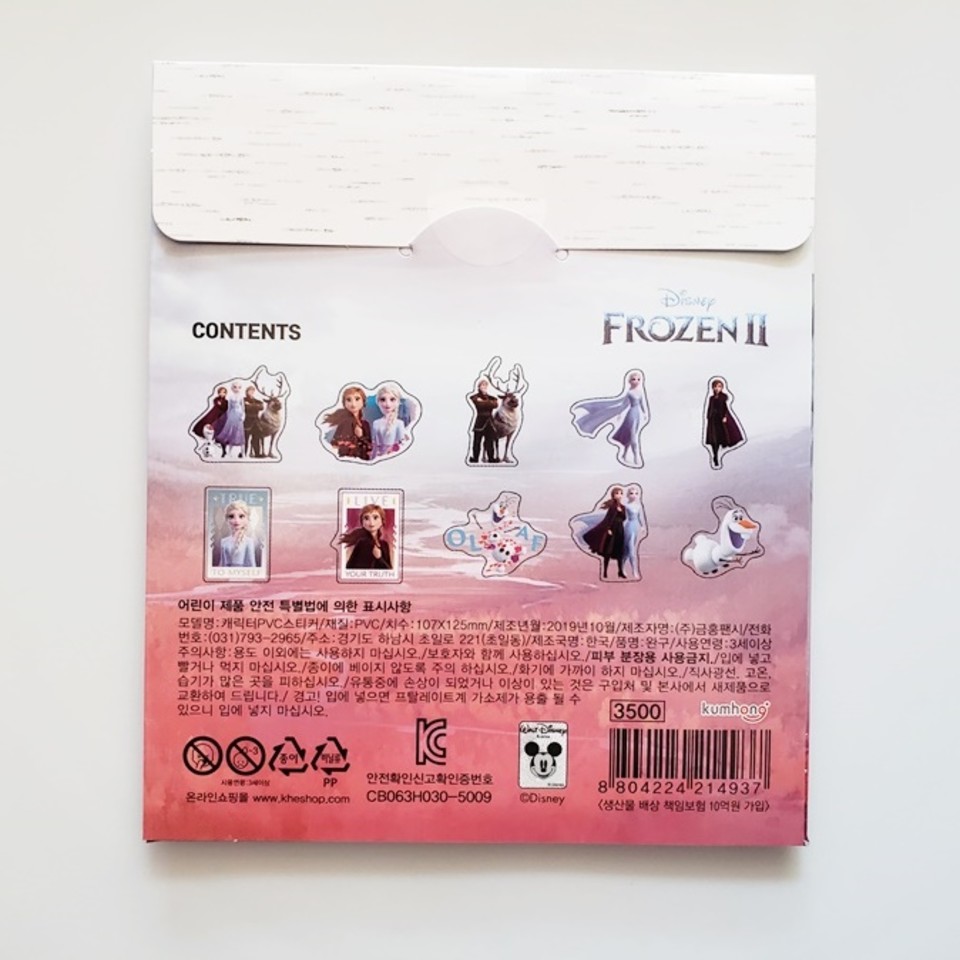 CONTENTS
Disney
FROZEN II
TRUE
TO MYSELF
LIVE
YOUR TRUTH
OLAF
어린이 제품 안전 특별법에 의한 표시사항
모델명:캐릭터PVC스티커/재질:PVC/치수:107X125mm/제조년월:2019년10월/제조자명:(주)금홍팬시/전화
번호:(031)793-2965/주소:경기도 하남시 초일로 221(초일동)/제조국명:한국/품명:완구/사용연령:3세이상
주의사항:용도 이외에는 사용하지 마십시오./보호자와 함께 사용하십시오./피부 분장용 사용금지./입에 넣고
빨거나 먹지 마십시오./종이에 베이지 않도록 주의 하십시오./화기에 가까이 하지 마십시오./직사광선, 고온,
습기가 많은 곳을 피하십시오./유통중에 손상이 되었거나 이상이 있는 것은 구입처 및 본사에서 새제품으로
교환하여 드립니다./ 경고! 입에 넣으면 프탈레이트계 가소제가 용출 될 수
있으니 입에 넣지 마십시오.
3500
kumhong
0-3
사용연령:3세이상
종이
비닐류
PP
온라인쇼핑몰 www.kheshop.com
안전확인신고확인증번호
CB063H030-5009
Walt Disney
©Disney
8 804224 214937
<생산물 배상 책임보험 10억원 가입>